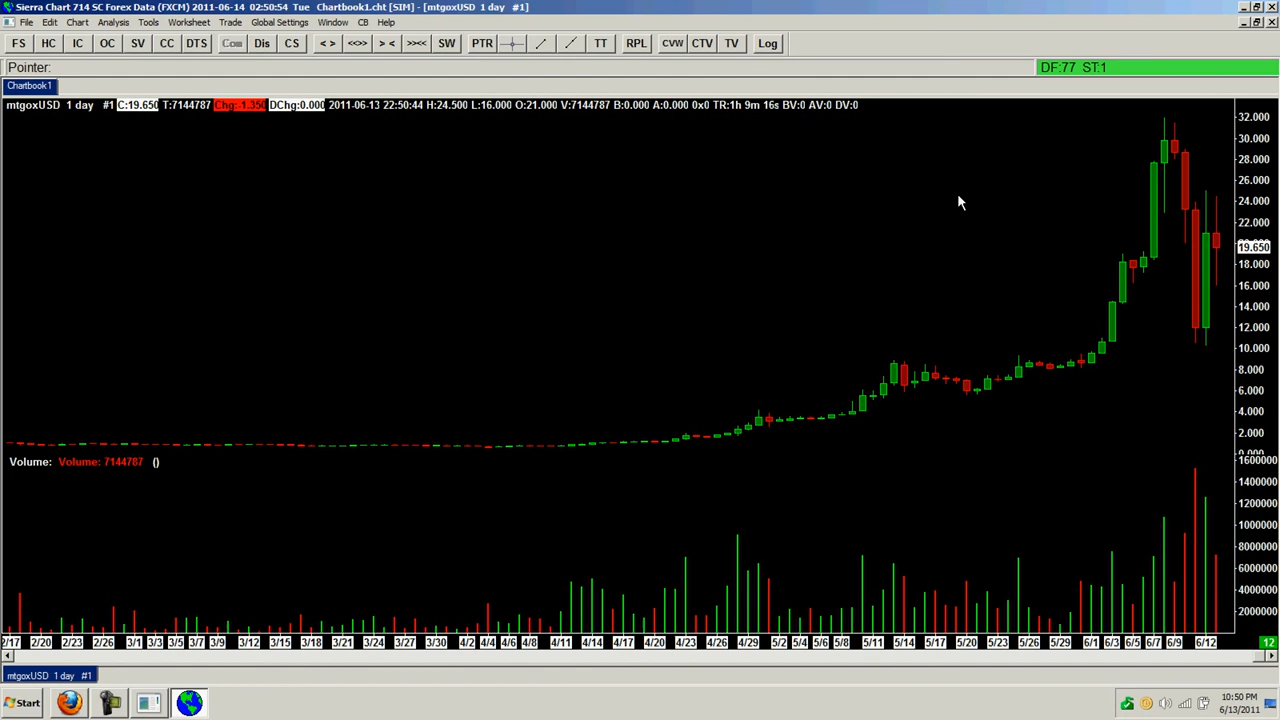 Sierra Chart 714 SC Forex Data (FXCM) 2011-06-14 02:50:54 Tue Chartbook1.cht [SIM] - [mtgoxUSD 1 day #1]
File Edit Chart Analysis Tools Worksheet Trade Global Settings Window CB Help
FS HC IC OC SV CC DTS Com Dis CS < > <<>> > < >><< SW PTR TT RPL CVW CTV TV Log
Pointer: DF:77 ST:1
Chartbook1
mtgoxUSD 1 day #1 C:19.650 T:7144787 Chg:-1.350 DChg:0.000 2011-06-13 22:50:44 H:24.500 L:16.000 O:21.000 V:7144787 B:0.000 A:0.000 0x0 TR:1h 9m 16s BV:0 AV:0 DV:0
32.000
30.000
28.000
26.000
24.000
22.000
19.650
18.000
16.000
14.000
12.000
10.000
8.000
6.000
4.000
2.000
Volume: Volume: 7144787 ()
1600000
1400000
1200000
1000000
8000000
6000000
4000000
2000000
2/17 2/20 2/23 2/26 3/1 3/3 3/5 3/7 3/9 3/12 3/15 3/18 3/21 3/24 3/27 3/30 4/2 4/4 4/6 4/8 4/11 4/14 4/17 4/20 4/23 4/26 4/29 5/2 5/4 5/6 5/8 5/11 5/14 5/17 5/20 5/23 5/26 5/29 6/1 6/3 6/5 6/7 6/9 6/12 12
mtgoxUSD 1 day #1
Start 10:50 PM
6/13/2011